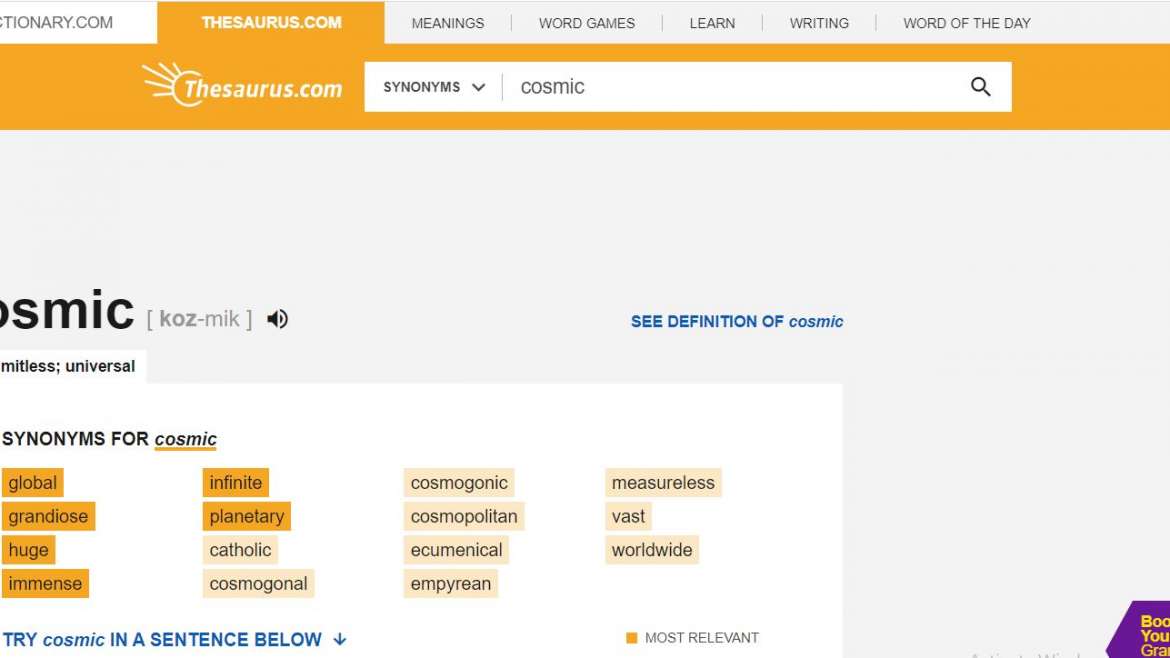 CTIONARY.COM THESAURUS.COM MEANINGS WORD GAMES LEARN WRITING WORD OF THE DAY
Thesaurus.com SYNONYMS cosmic
osmic [ koz-mik ]
SEE DEFINITION OF cosmic
mitless; universal
SYNONYMS FOR cosmic
global infinite cosmogonic measureless
grandiose planetary cosmopolitan vast
huge catholic ecumenical worldwide
immense cosmogonal empyrean
TRY cosmic IN A SENTENCE BELOW
MOST RELEVANT
Boo
You
Gra